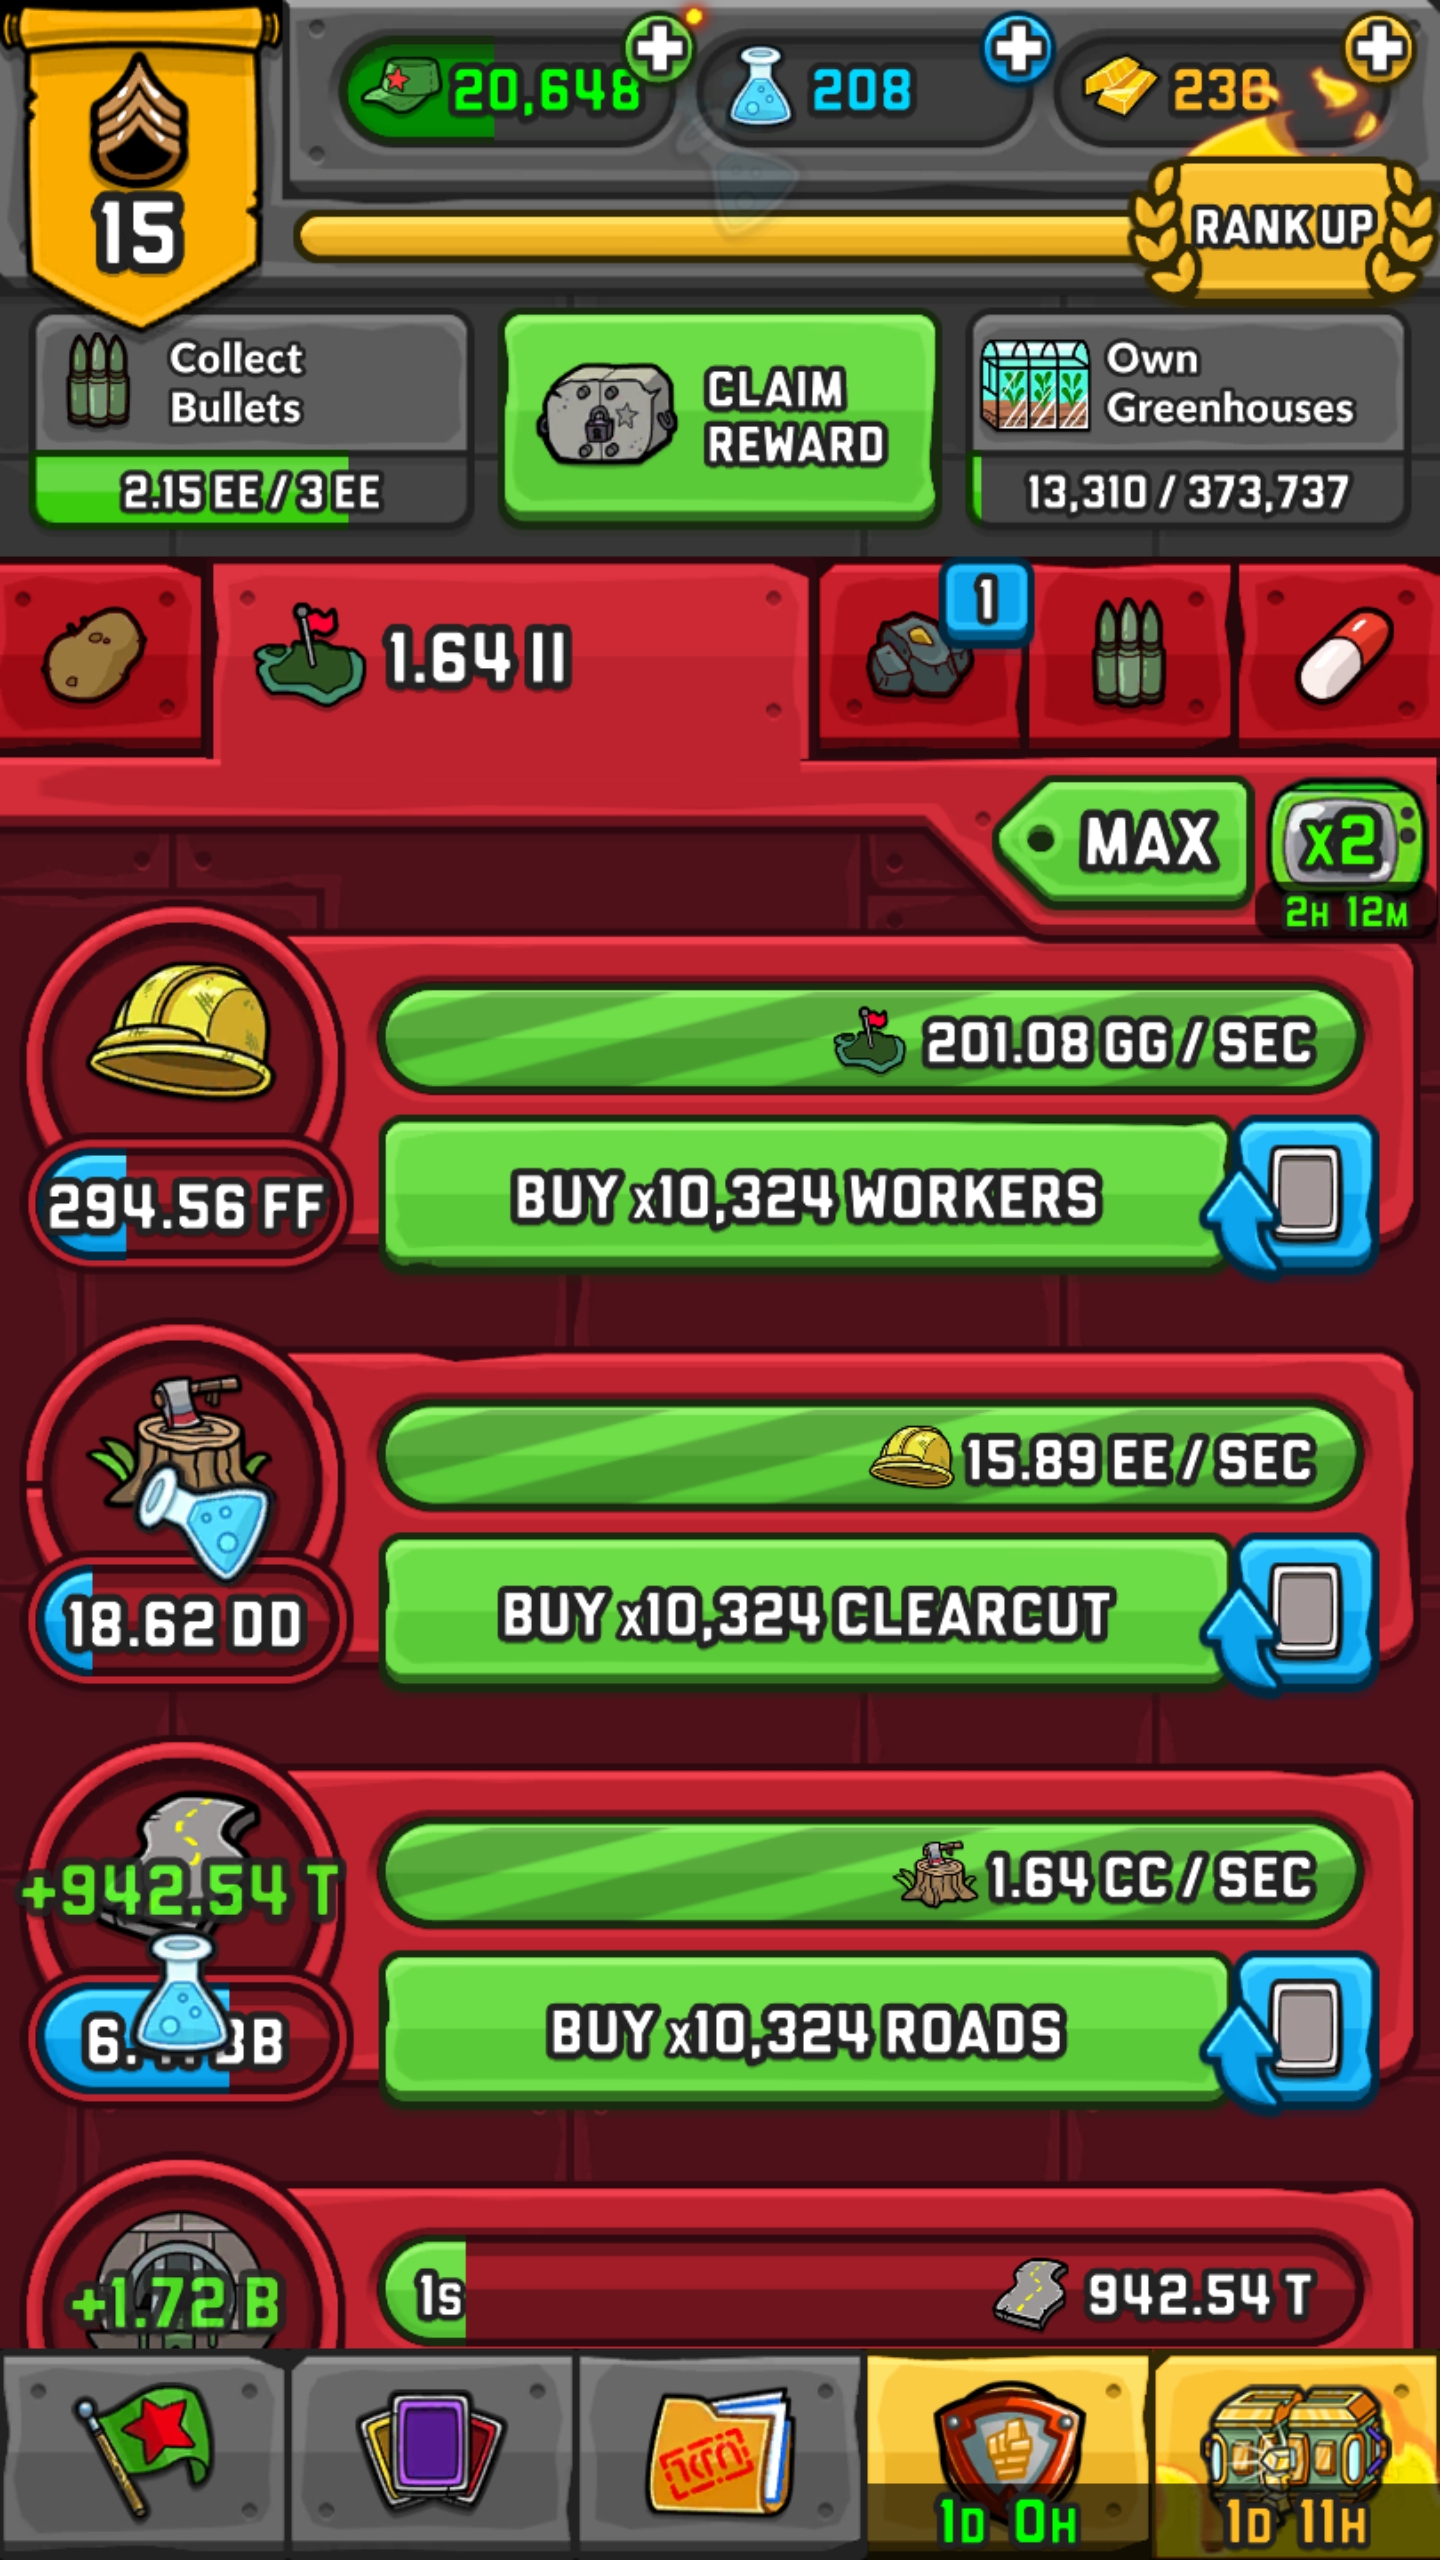 20,648
208
15
RANK UP
Collect
Bullets
2.15 EE / 3 EE
CLAIM
REWARD
Own
Greenhouses
13,310 / 373,737
1.64 II
1
MAX
x2
2H 12M
201.08 GG / SEC
294.56 FF
BUY x10,324 WORKERS
15.89 EE / SEC
18.62 DD
BUY x10,324 CLEARCUT
+942.54 T
1.64 CC / SEC
BUY x10,324 ROADS
+1.72 B
1s
942.54 T
1D 0H
1D 11H